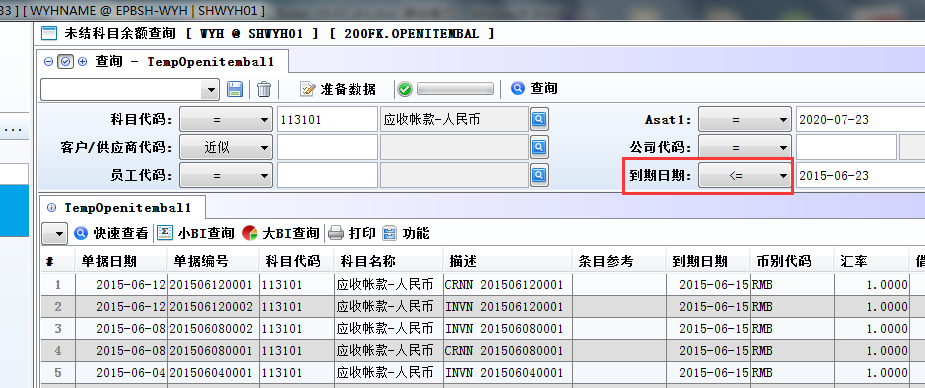 33 ] [ WYHNAME @ EPBSH-WYH | SHWYH01 ]
未结科目余额查询 [ WYH @ SHWYH01 ] [ 200FK.OPENITEMBAL ]
查询 - TempOpenitembal1
准备数据 查询
科目代码: = 113101 应收帐款-人民币 Asat1: = 2020-07-23
客户/供应商代码: 近似 公司代码: =
员工代码: = 到期日期: <= 2015-06-23
...
TempOpenitembal1
快速查看 小BI查询 大BI查询 打印 功能
# 单据日期 单据编号 科目代码 科目名称 描述 条目参考 到期日期 币别代码 汇率 借
1 2015-06-12 201506120001 113101 应收帐款-人民币 CRNN 201506120001 2015-06-15 RMB 1.0000
2 2015-06-12 201506120002 113101 应收帐款-人民币 INVN 201506120001 2015-06-15 RMB 1.0000
3 2015-06-08 201506080002 113101 应收帐款-人民币 INVN 201506080001 2015-06-15 RMB 1.0000
4 2015-06-08 201506080001 113101 应收帐款-人民币 CRNN 201506080001 2015-06-15 RMB 1.0000
5 2015-06-04 201506040001 113101 应收帐款-人民币 INVN 201506040001 2015-06-15 RMB 1.0000